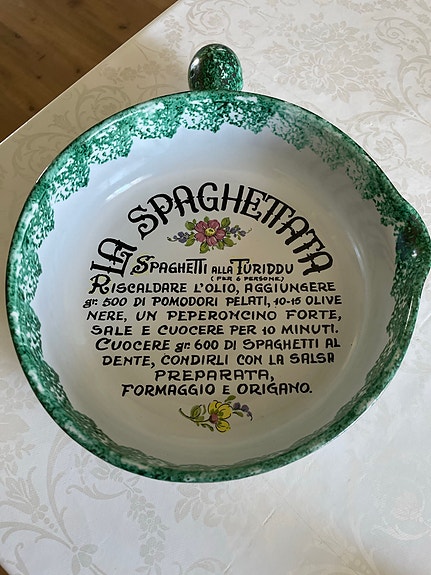 LA SPAGHETTATA
SPAGHETTI ALLA TURIDDU
(PER 6 PERSONE)
RISCALDARE L'OLIO, AGGIUNGERE
gr. 500 DI POMODORI PELATI, 10-15 OLIVE
NERE, UN PEPERONCINO FORTE,
SALE E CUOCERE PER 10 MINUTI.
CUOCERE gr. 600 DI SPAGHETTI AL
DENTE, CONDIRLI CON LA SALSA
PREPARATA,
FORMAGGIO E ORIGANO.